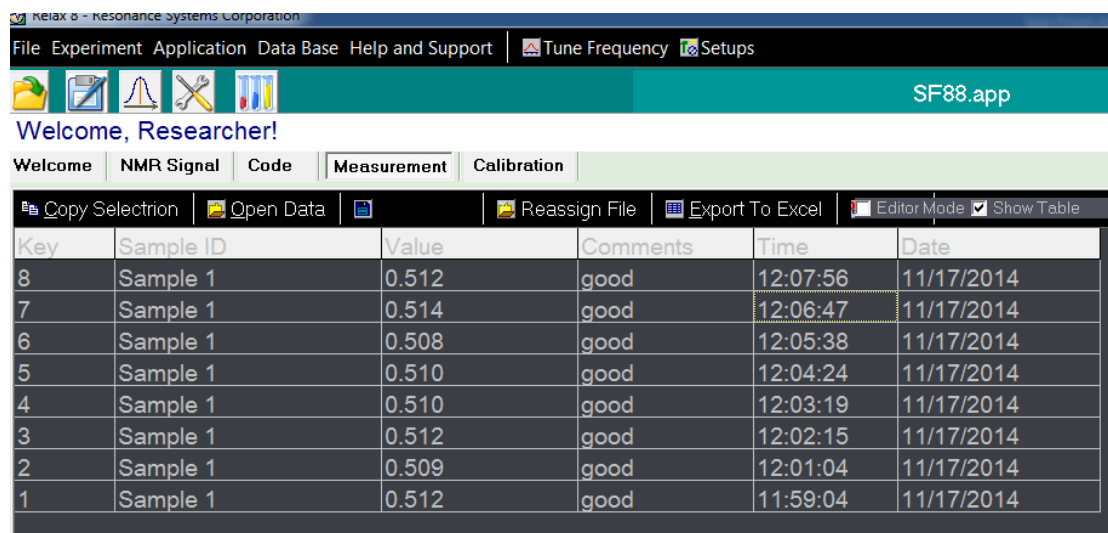 Relax 8 - Resonance Systems Corporation
File Experiment Application Data Base Help and Support Tune Frequency Setups
SF88.app
Welcome, Researcher!
Welcome NMR Signal Code Measurement Calibration
Copy Selectrion Open Data Reassign File Export To Excel Editor Mode Show Table
Key Sample ID Value Comments Time Date
8 Sample 1 0.512 good 12:07:56 11/17/2014
7 Sample 1 0.514 good 12:06:47 11/17/2014
6 Sample 1 0.508 good 12:05:38 11/17/2014
5 Sample 1 0.510 good 12:04:24 11/17/2014
4 Sample 1 0.510 good 12:03:19 11/17/2014
3 Sample 1 0.512 good 12:02:15 11/17/2014
2 Sample 1 0.509 good 12:01:04 11/17/2014
1 Sample 1 0.512 good 11:59:04 11/17/2014